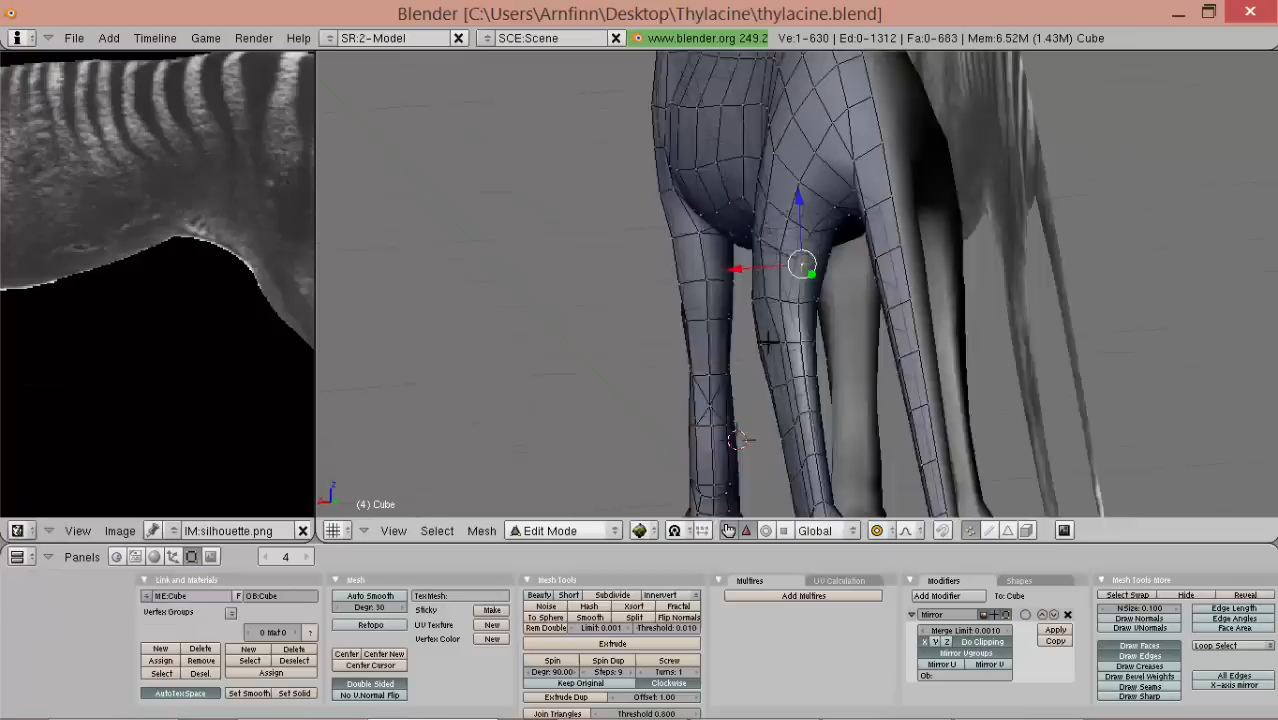 Blender [C:\Users\Arnfinn\Desktop\Thylacine\thylacine.blend]
File Add Timeline Game Render Help SR:2-Model SCE:Scene www.blender.org 249.2 Ve:1-630 | Ed:0-1312 | Fa:0-683 | Mem:6.52M (1.43M) Cube
z
(4) Cube
View Image IM:silhouette.png View Select Mesh Edit Mode Global
Panels 4
Link and Materials Mesh Mesh Tools Multires UV Calculation Modifiers Shapes Mesh Tools More
ME:Cube F OB:Cube Auto Smooth TexMesh: Beauty Short Subdivide Innervert Add Multires Add Modifier To: Cube Select Swap Hide Reveal
Vertex Groups Degr: 30 Sticky Make Noise Hash Xsort Fractal Mirror NSize: 0.100 Edge Length
Retopo UV Texture New To Sphere Smooth Split Flip Normals Merge Limit: 0.0010 Apply Draw Normals Edge Angles
0 Mat 0 ? Vertex Color New Rem Double Limit: 0.001 Threshold: 0.010 X Y Z Do Clipping Copy Draw VNormals Face Area
New Delete New Delete Center Center New Extrude Mirror Vgroups Draw Faces Loop Select
Assign Remove Select Deselect Center Cursor Spin Spin Dup Screw Mirror U Mirror V Draw Edges
Select Desel. Assign Double Sided Degr: 90.00 Steps: 9 Turns: 1 Ob: Draw Creases All Edges
AutoTexSpace Set Smooth Set Solid No V.Normal Flip Keep Original Clockwise Draw Bevel Weights X-axis mirror
Extrude Dup Offset: 1.00 Draw Seams
Join Triangles Threshold 0.800 Draw Sharp